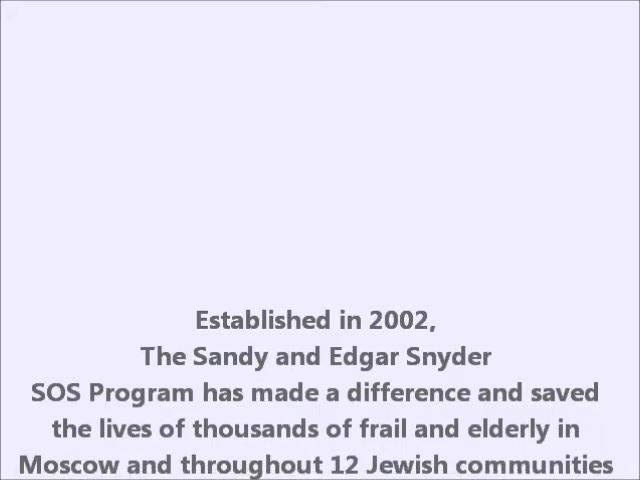 Established in 2002,
The Sandy and Edgar Snyder
SOS Program has made a difference and saved
the lives of thousands of frail and elderly in
Moscow and throughout 12 Jewish communities